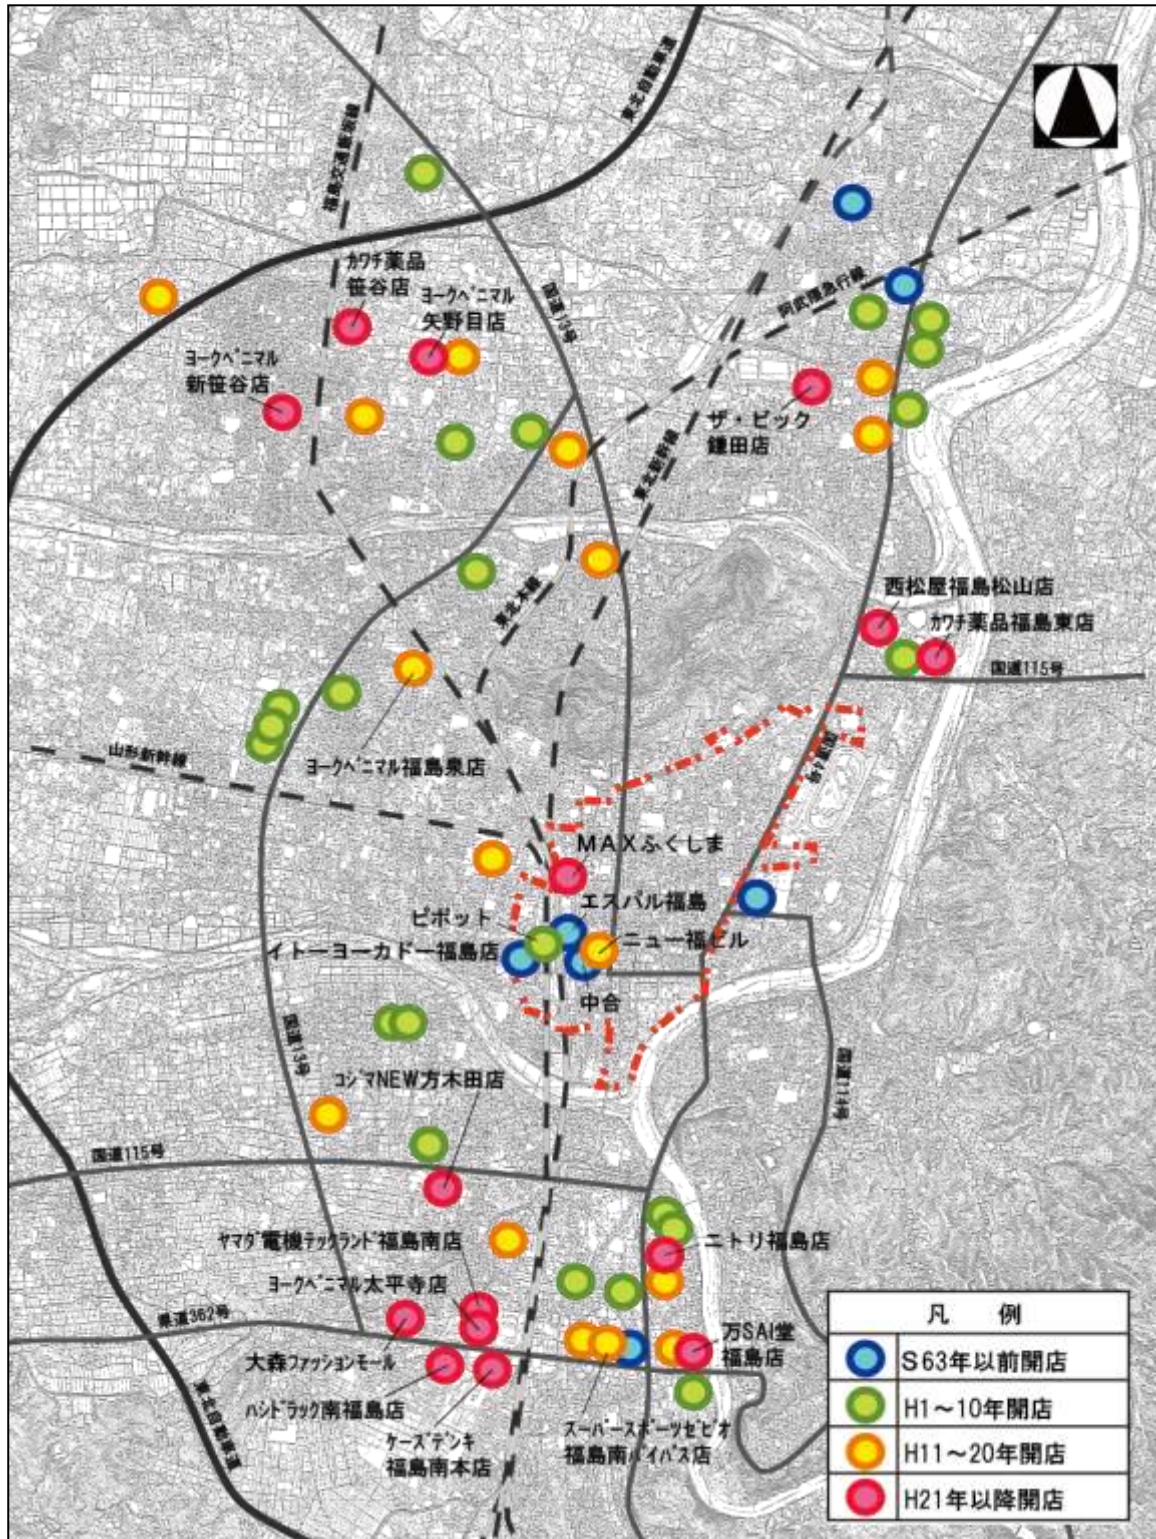 東北自動車道
福島交通飯坂線
ｶﾜﾁ薬品
笹谷店
ﾖｰｸﾍﾞﾆﾏﾙ
矢野目店
国道13号
阿武隈急行線
ﾖｰｸﾍﾞﾆﾏﾙ
新笹谷店
ザ・ビック
鎌田店
東北新幹線
東北本線
西松屋福島松山店
ｶﾜﾁ薬品福島東店
国道115号
国道4号
山形新幹線
ﾖｰｸﾍﾞﾆﾏﾙ福島泉店
ＭＡＸふくしま
エスパル福島
ピボット
ニュー福ビル
イトーヨーカドー福島店
中合
国道13号
国道114号
ｺｼﾞﾏNEW方木田店
国道115号
ﾔﾏﾀﾞ電機ﾃｯｸﾗﾝﾄﾞ福島南店
ニトリ福島店
ﾖｰｸﾍﾞﾆﾏﾙ太平寺店
県道362号
大森ﾌｧｯｼｮﾝﾓｰﾙ
万SAI堂
福島店
ﾊｼﾄﾞﾗｯｸﾞ南福島店
ｹｰｽﾞﾃﾞﾝｷ
福島南本店
ｽｰﾊﾟｰｽﾎﾟｰﾂｾﾞﾋﾞｵ
福島南ﾊﾞｲﾊﾟｽ店
東北自動車道
凡　例
Ｓ63年以前開店
H1～10年開店
H11～20年開店
H21年以降開店